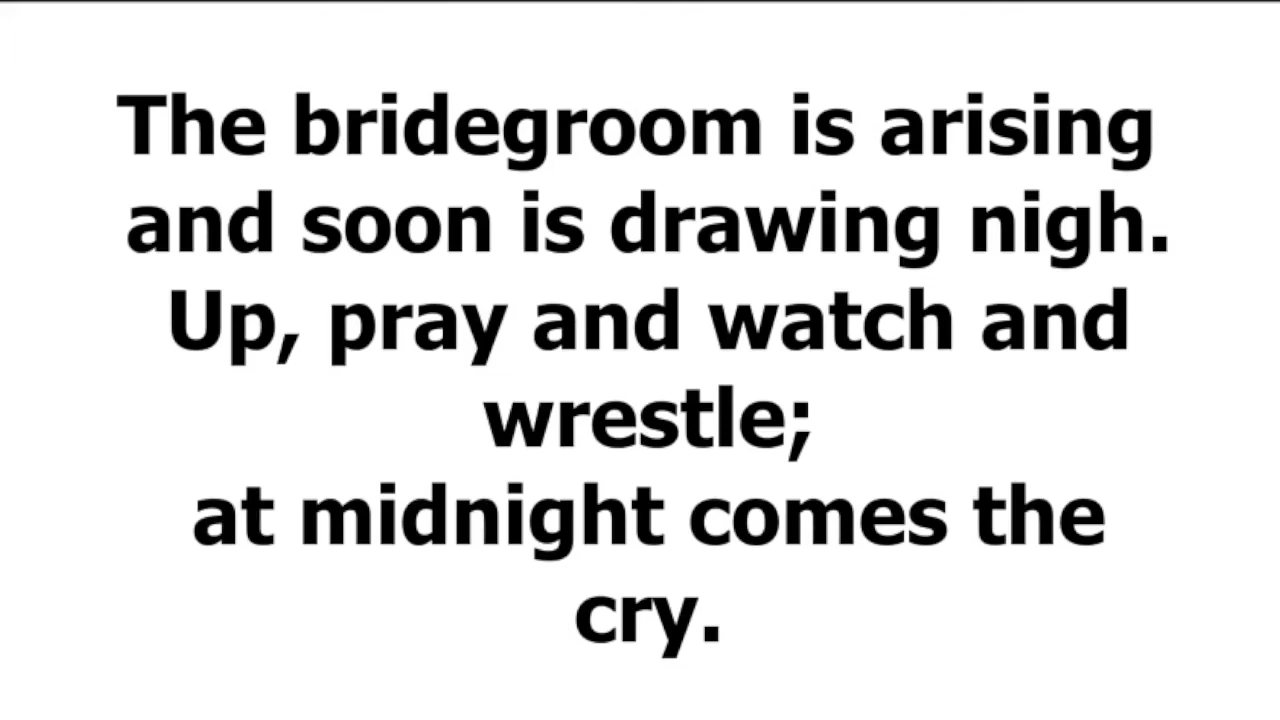 The bridegroom is arising
and soon is drawing nigh.
Up, pray and watch and
wrestle;
at midnight comes the
cry.